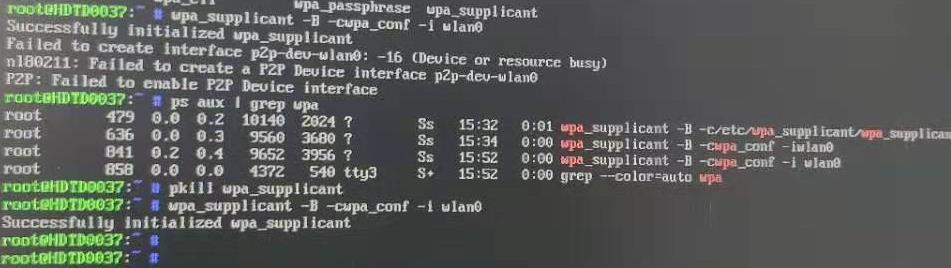 wpa_passphrase wpa_supplicant
root@HDTD0037:~# wpa_supplicant -B -cwpa_conf -i wlan0
Successfully initialized wpa_supplicant
Failed to create interface p2p-dev-wlan0: -16 (Device or resource busy)
nl80211: Failed to create a P2P Device interface p2p-dev-wlan0
P2P: Failed to enable P2P Device interface
root@HDTD0037:~# ps aux | grep wpa
root 479 0.0 0.2 10140 2024 ? Ss 15:32 0:01 wpa_supplicant -B -c/etc/wpa_supplicant/wpa_supplic
root 636 0.0 0.3 9560 3680 ? Ss 15:34 0:00 wpa_supplicant -B -cwpa_conf -iwlan0
root 841 0.2 0.4 9652 3956 ? Ss 15:52 0:00 wpa_supplicant -B -cwpa_conf -i wlan0
root 858 0.0 0.0 4372 540 tty3 S+ 15:52 0:00 grep --color=auto wpa
root@HDTD0037:~# pkill wpa_supplicant
root@HDTD0037:~# wpa_supplicant -B -cwpa_conf -i wlan0
Successfully initialized wpa_supplicant
root@HDTD0037:~#
root@HDTD0037:~#